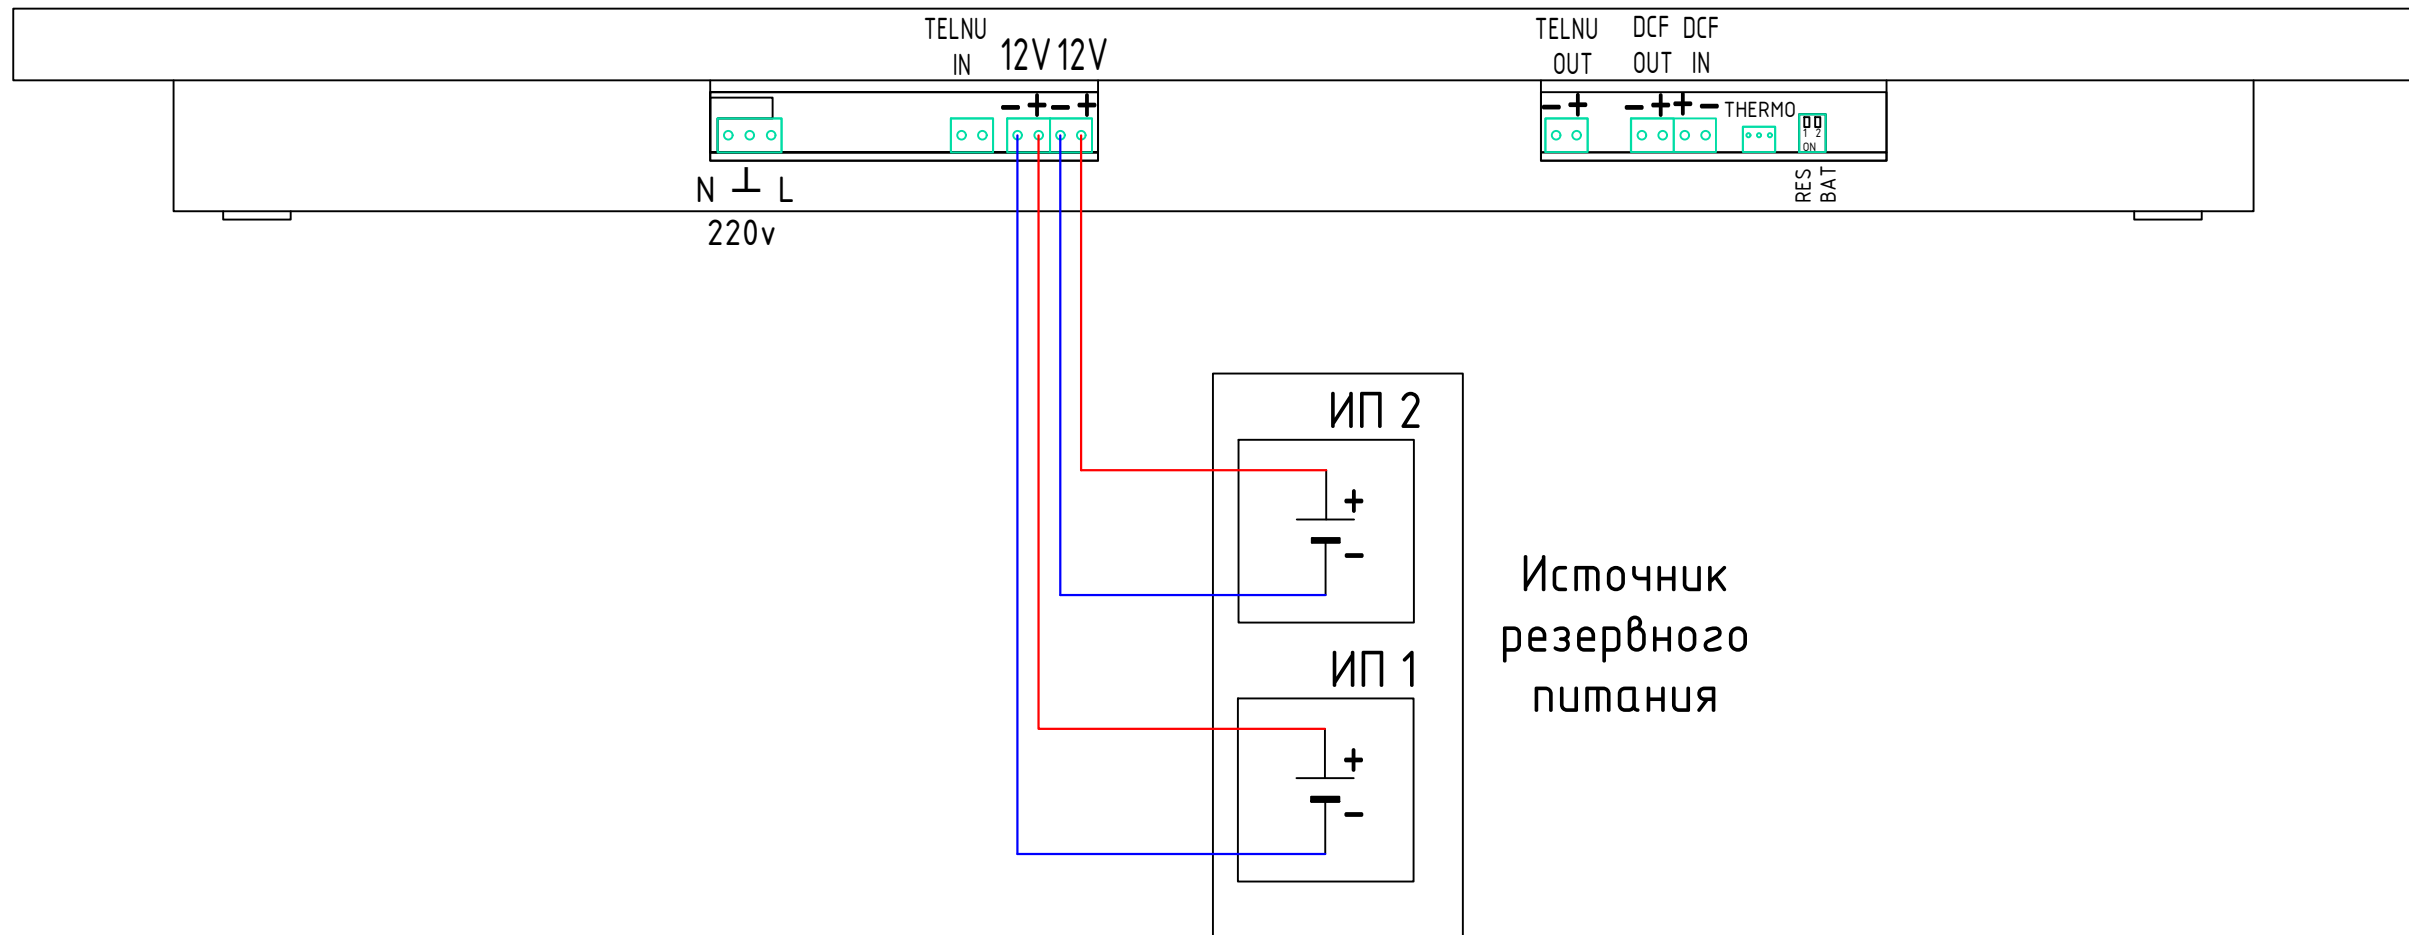 TELNU
IN
12V 12V
TELNU
OUT
DCF
OUT
DCF
IN
− + − +
− +
− + + −
THERMO
1 2
ON
RES
BAT
N ⊥ L
220v
ИП 2
+
−
Источник
резервного
питания
ИП 1
+
−